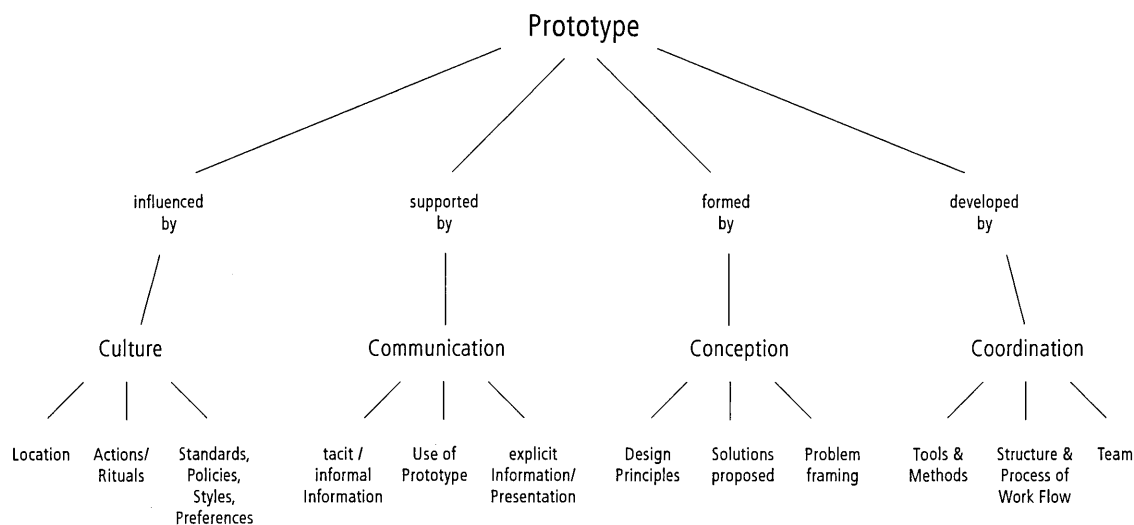 Prototype
influenced
by
supported
by
formed
by
developed
by
Culture
Communication
Conception
Coordination
Location
Actions/
Rituals
Standards,
Policies,
Styles,
Preferences
tacit /
informal
Information
Use of
Prototype
explicit
Information/
Presentation
Design
Principles
Solutions
proposed
Problem
framing
Tools &
Methods
Structure &
Process of
Work Flow
Team